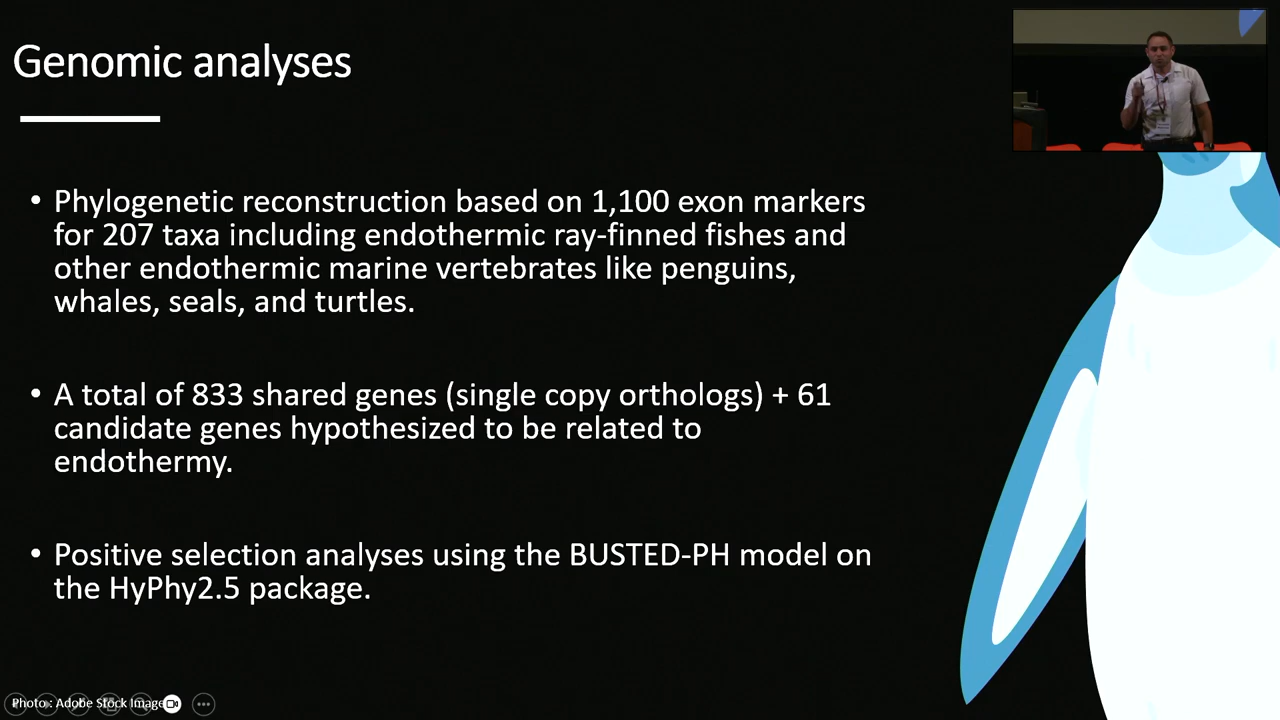 Genomic analyses
• Phylogenetic reconstruction based on 1,100 exon markers
for 207 taxa including endothermic ray-finned fishes and
other endothermic marine vertebrates like penguins,
whales, seals, and turtles.
• A total of 833 shared genes (single copy orthologs) + 61
candidate genes hypothesized to be related to
endothermy.
• Positive selection analyses using the BUSTED-PH model on
the HyPhy2.5 package.
Photo : Adobe Stock Image